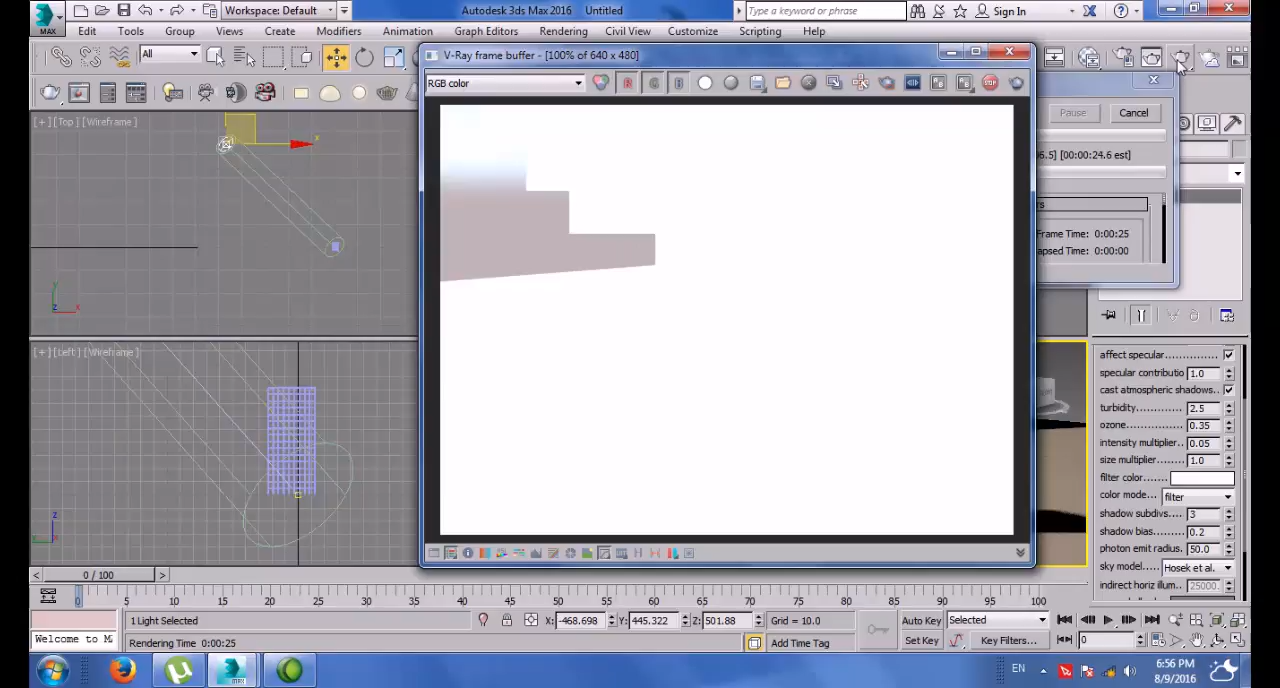 Workspace: Default
Autodesk 3ds Max 2016 Untitled
Type a keyword or phrase
Sign In
MAX
Edit Tools Group Views Create Modifiers Animation Graph Editors Rendering Civil View Customize Scripting Help
All
V-Ray frame buffer - [100% of 640 x 480]
RGB color
R G B
Pause
Cancel
[00:00:24.6 est]
Frame Time: 0:00:25
0:00:00
[+] [Top] [Wireframe]
[+] [Left] [Wireframe]
x
y
z x
z
y
affect specular
specular contributio 1.0
cast atmospheric shadows
turbidity 2.5
ozone 0.35
intensity multiplier 0.05
size multiplier 1.0
filter color
color mode filter
shadow subdivs 3
shadow bias 0.2
photon emit radius 50.0
sky model Hosek et al.
indirect horiz illum 25000.
< 0 / 100 >
0 5 10 15 20 25 30 35 40 45 50 55 60 65 70 75 80 85 90 95 100
1 Light Selected
X: -468.698 Y: 445.322 Z: 501.88 Grid = 10.0
Auto Key Selected
Welcome to M
Rendering Time 0:00:25
Add Time Tag
Set Key Key Filters... 0
EN
6:56 PM
8/9/2016